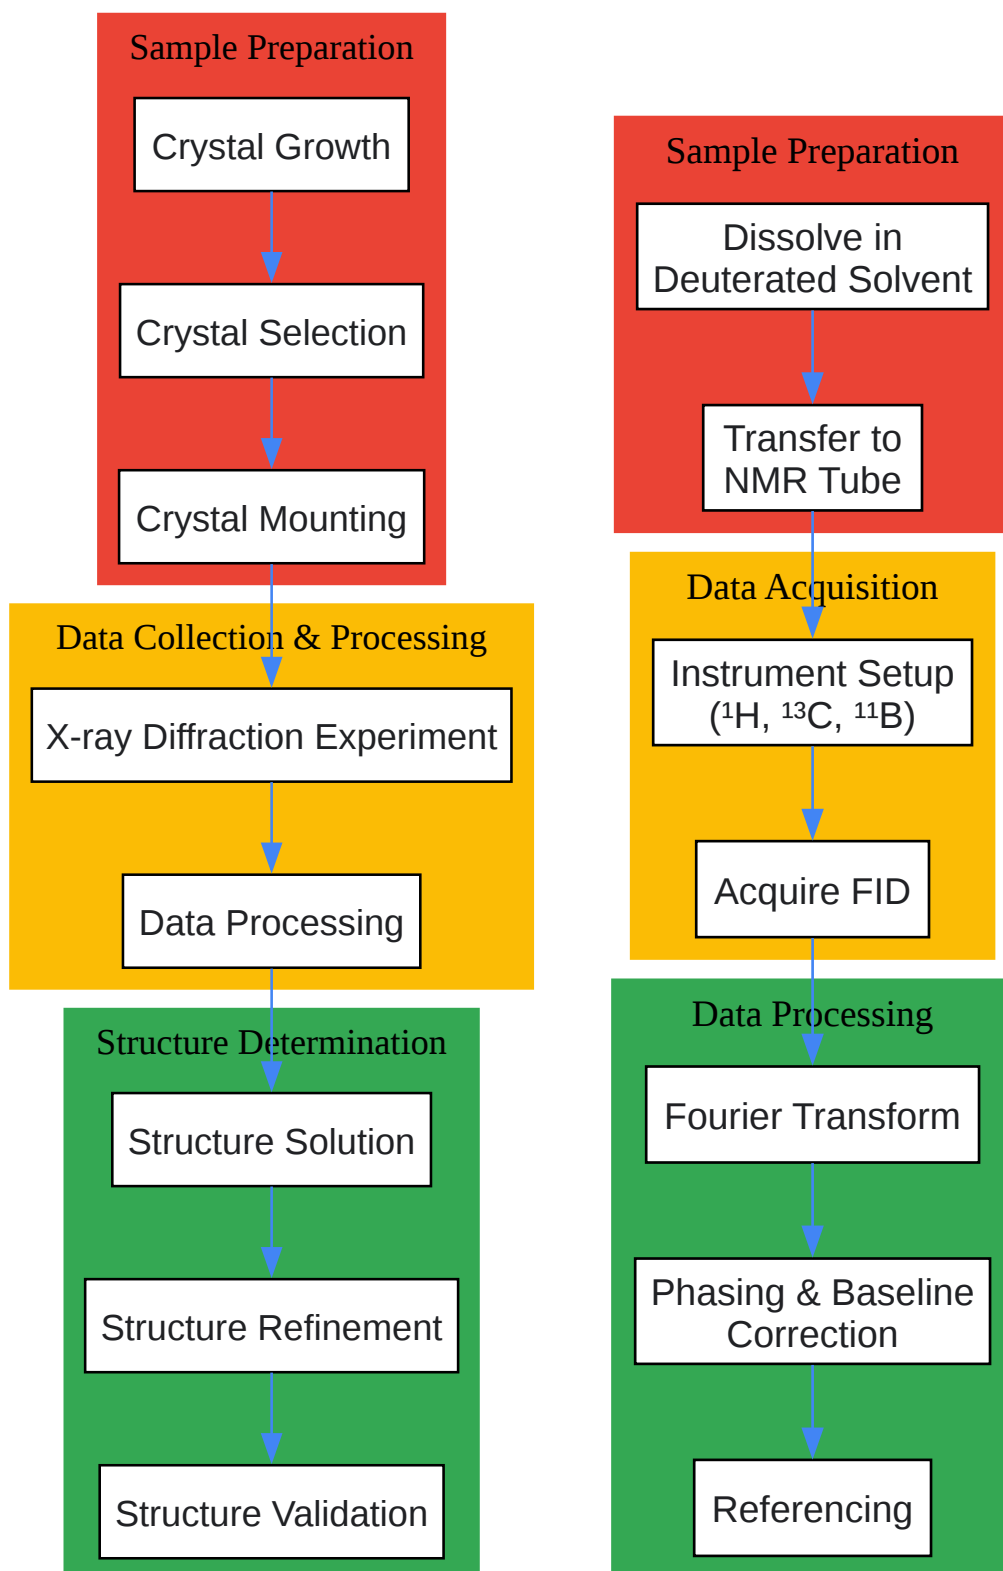 Sample Preparation
Crystal Growth
Crystal Selection
Crystal Mounting
Data Collection & Processing
X-ray Diffraction Experiment
Data Processing
Structure Determination
Structure Solution
Structure Refinement
Structure Validation
Sample Preparation
Dissolve in
Deuterated Solvent
Transfer to
NMR Tube
Data Acquisition
Instrument Setup
(¹H, ¹³C, ¹¹B)
Acquire FID
Data Processing
Fourier Transform
Phasing & Baseline
Correction
Referencing